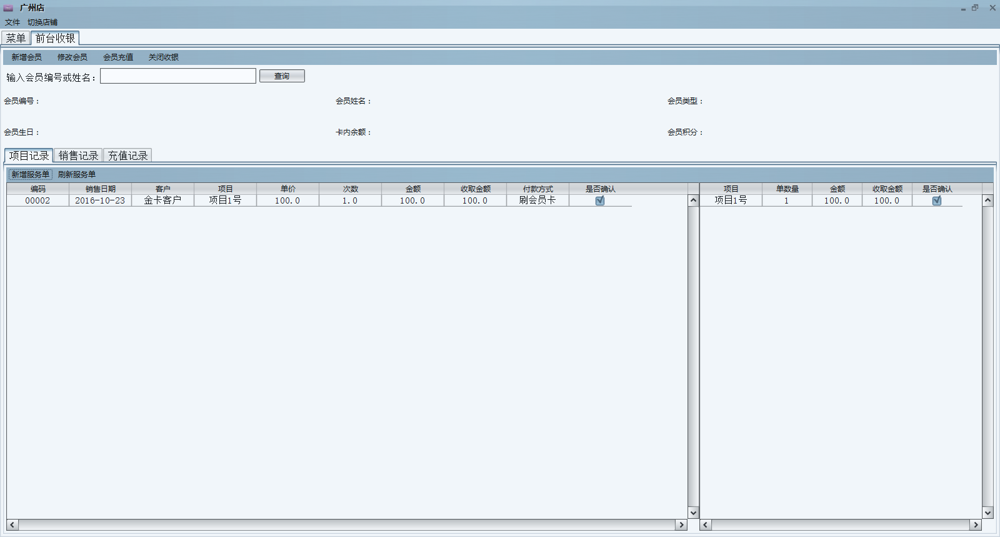 广州店
文件 切换店铺
菜单 前台收银
新增会员 修改会员 会员充值 关闭收银
输入会员编号或姓名： 查询
会员编号： 会员姓名： 会员类型：
会员生日： 卡内余额： 会员积分：
项目记录 销售记录 充值记录
新增服务单 刷新服务单
编码 销售日期 客户 项目 单价 次数 金额 收取金额 付款方式 是否确认 项目 单数量 金额 收取金额 是否确认
00002 2016-10-23 金卡客户 项目1号 100.0 1.0 100.0 100.0 刷会员卡 项目1号 1 100.0 100.0